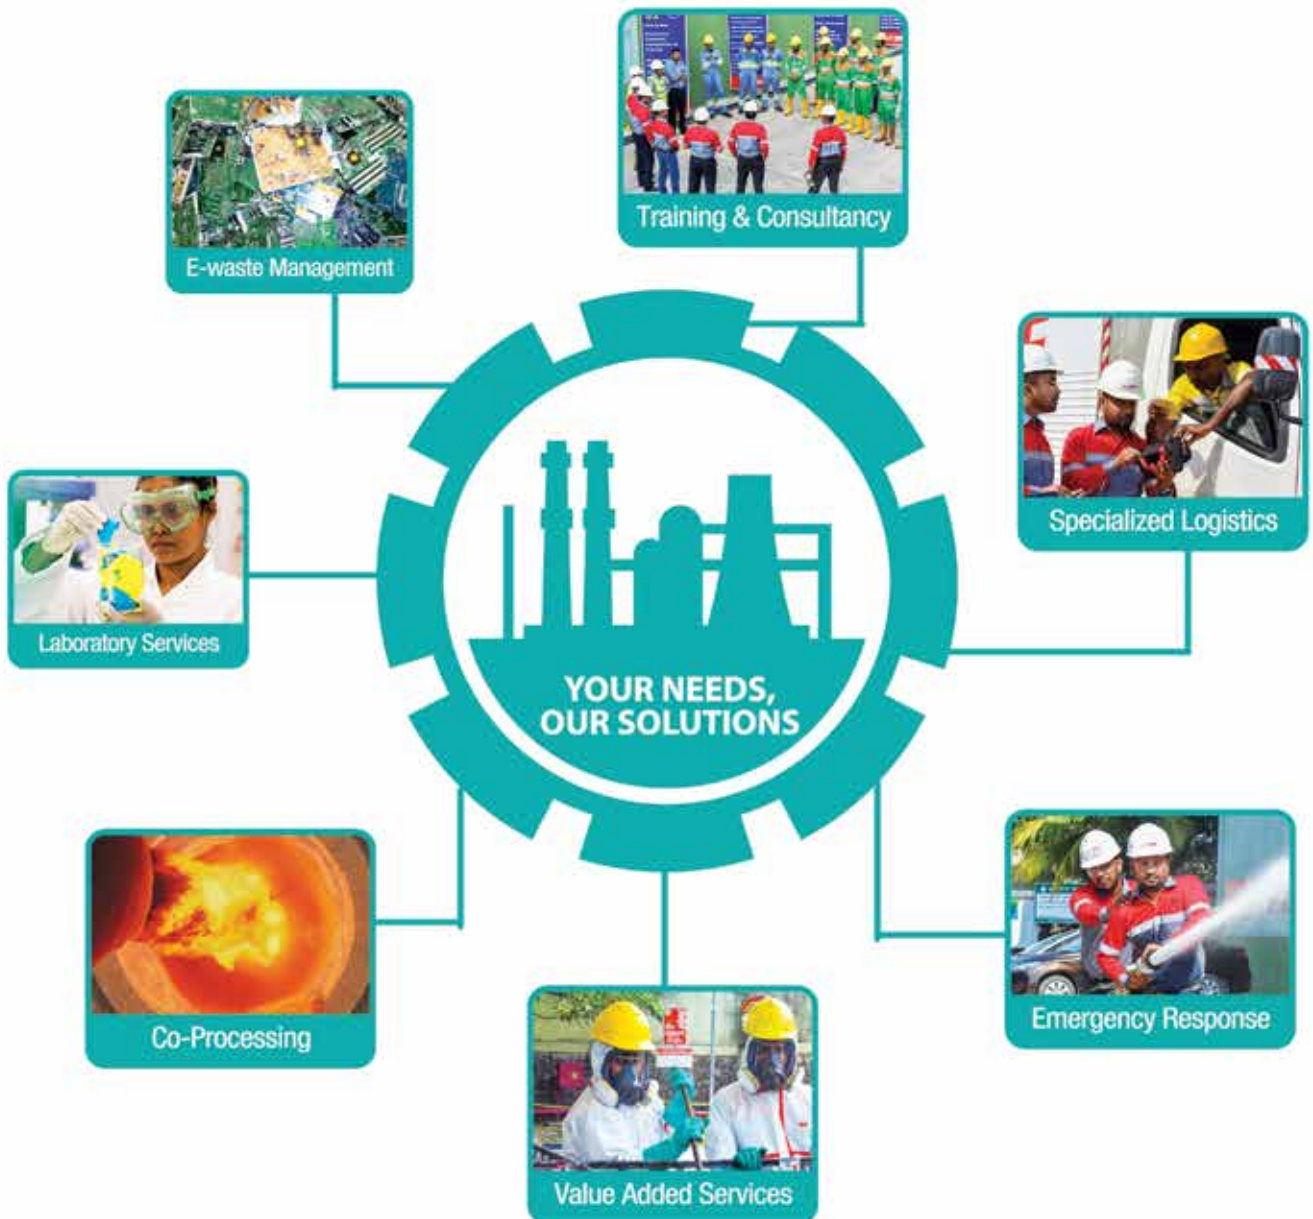 Training & Consultancy
E-waste Management
Specialized Logistics
Laboratory Services
YOUR NEEDS,
OUR SOLUTIONS
Emergency Response
Co-Processing
Value Added Services